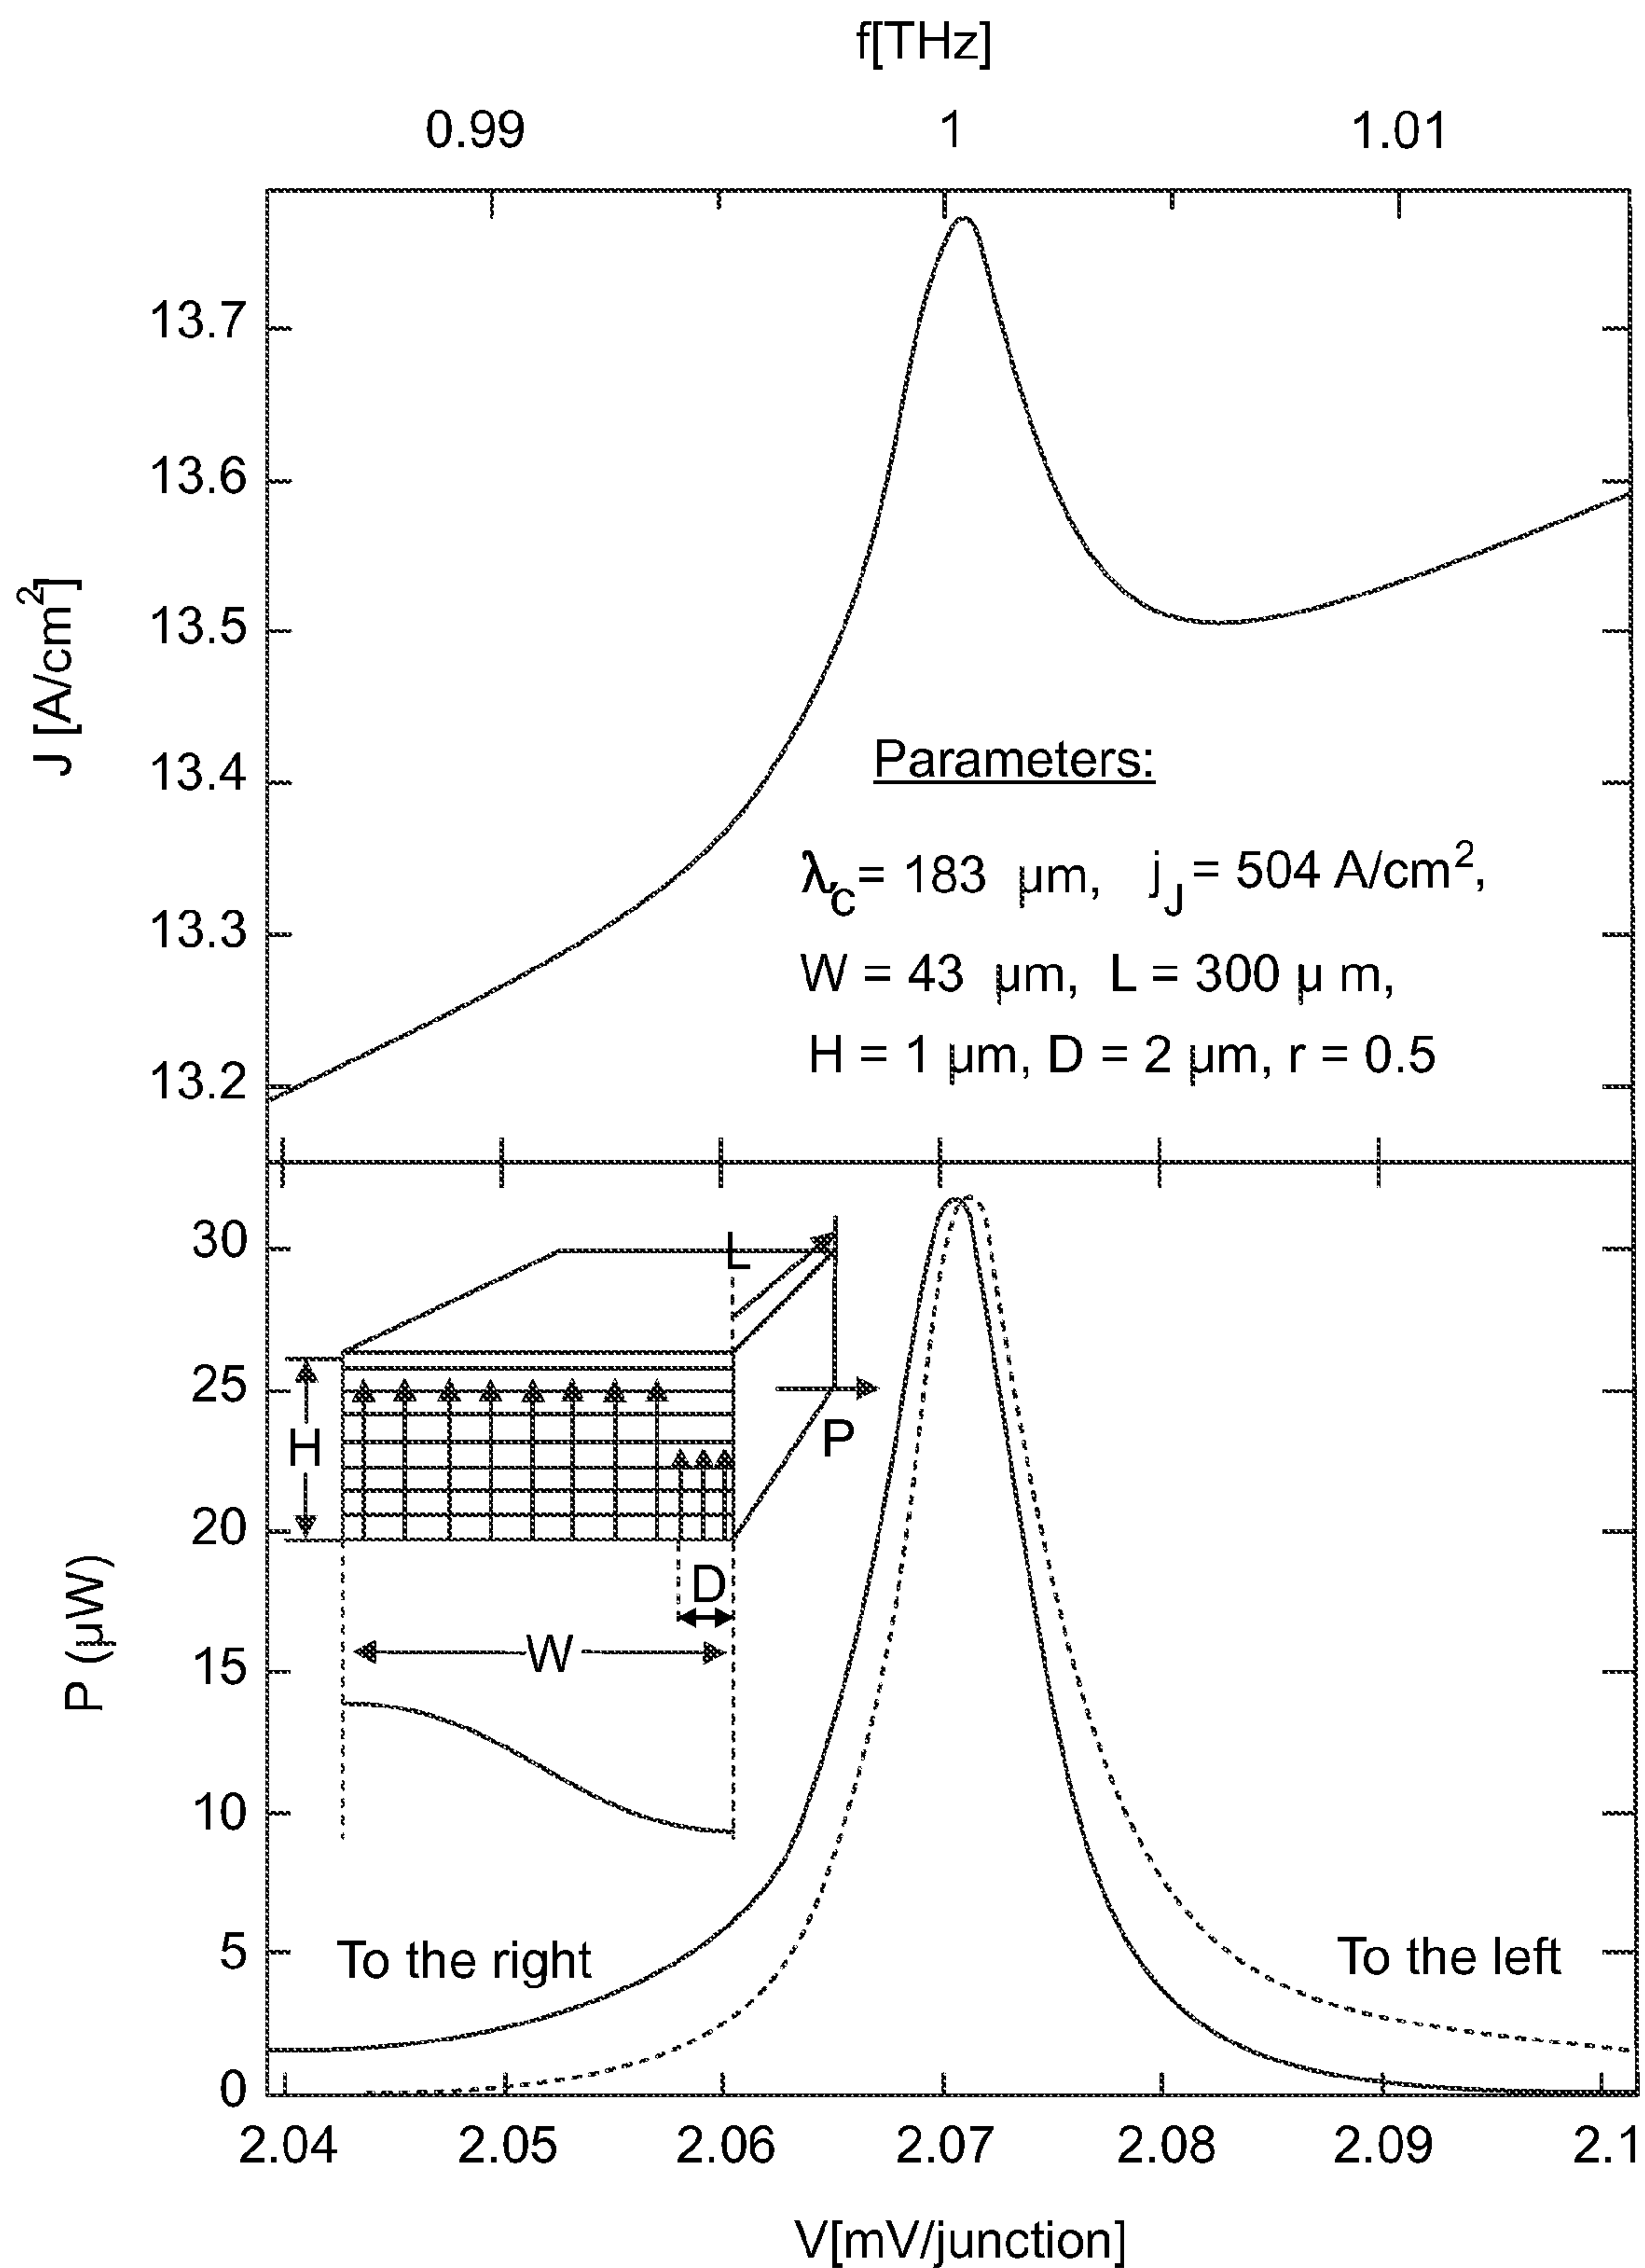 f[THz]
0.99 1 1.01
J [A/cm²]
13.7
13.6
13.5
13.4
13.3
13.2
Parameters:
λc = 183 μm, jJ = 504 A/cm²,
W = 43 μm, L = 300 μ m,
H = 1 μm, D = 2 μm, r = 0.5
P (μW)
30
25
20
15
10
5
0
L
H
P
D
W
To the right
To the left
2.04 2.05 2.06 2.07 2.08 2.09 2.1
V[mV/junction]